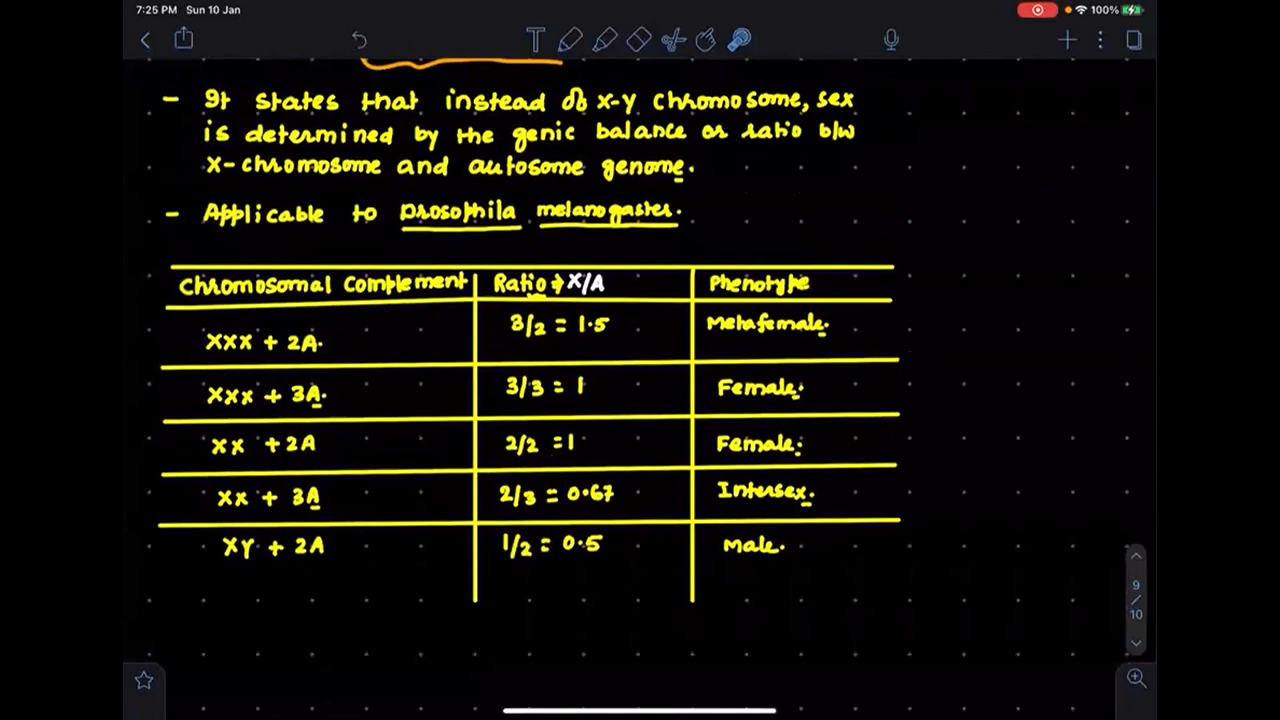 7:25 PM Sun 10 Jan
100%
- It states that instead of X-Y chromosome, sex
is determined by the genic balance or ratio b/w
X-chromosome and autosome genome.
- Applicable to Drosophila melanogaster.
Chromosomal Complement Ratio → X/A Phenotype
XXX + 2A. 3/2 = 1.5 Metafemale.
XXX + 3A. 3/3 = 1 Female.
XX + 2A 2/2 = 1 Female.
XX + 3A 2/3 = 0.67 Intersex.
XY + 2A 1/2 = 0.5 Male.
9
/
10